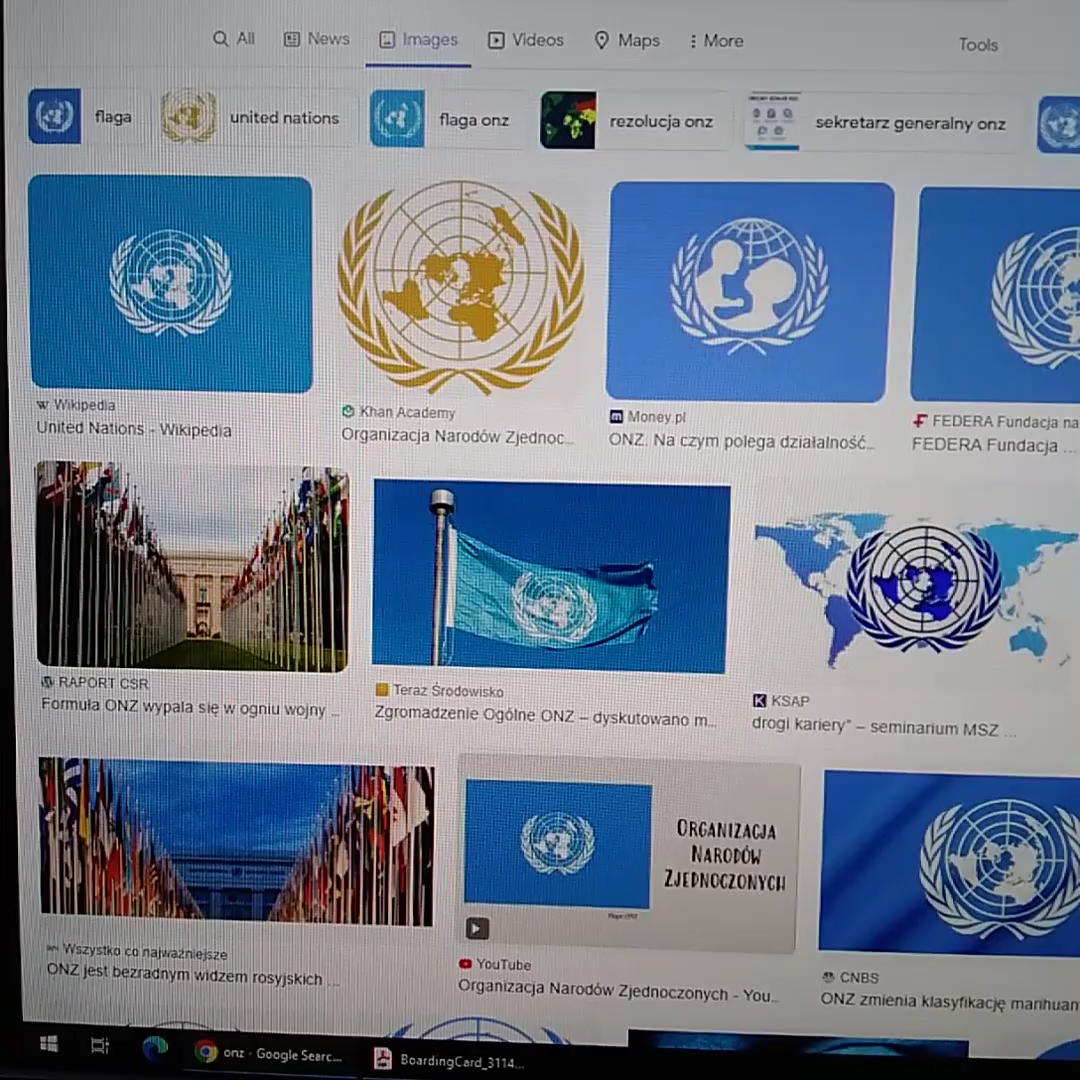 All News Images Videos Maps More Tools
flaga united nations flaga onz rezolucja onz sekretarz generalny onz
Wikipedia
United Nations - Wikipedia
Khan Academy
Organizacja Narodów Zjednoc...
Money.pl
ONZ. Na czym polega działalność...
FEDERA Fundacja na
FEDERA Fundacja ...
RAPORT CSR
Formuła ONZ wypala się w ogniu wojny ...
Teraz Środowisko
Zgromadzenie Ogólne ONZ – dyskutowano m...
KSAP
drogi kariery" – seminarium MSZ ...
ORGANIZACJA
NARODÓW
ZJEDNOCZONYCH
Wszystko co najważniejsze
ONZ jest bezradnym widzem rosyjskich ...
YouTube
Organizacja Narodów Zjednoczonych - You...
CNBS
ONZ zmienia klasyfikację marihuan
onz - Google Searc...
BoardingCard_3114...